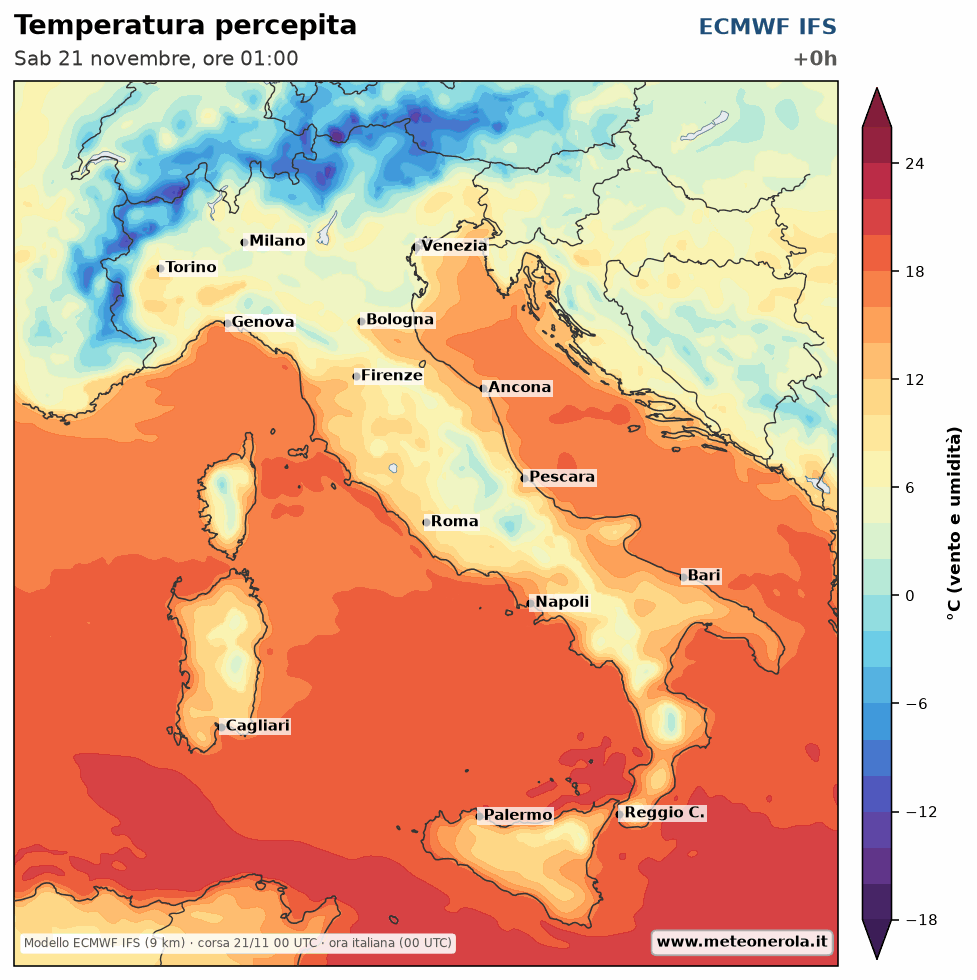 Temperatura percepita
ECMWF IFS
Sab 21 novembre, ore 01:00
+0h
Milano
Venezia
Torino
Genova
Bologna
Firenze
Ancona
Pescara
Roma
Bari
Napoli
Cagliari
Palermo
Reggio C.
24
18
12
6
0
−6
−12
−18
°C (vento e umidità)
Modello ECMWF IFS (9 km) · corsa 21/11 00 UTC · ora italiana (00 UTC)
www.meteonerola.it